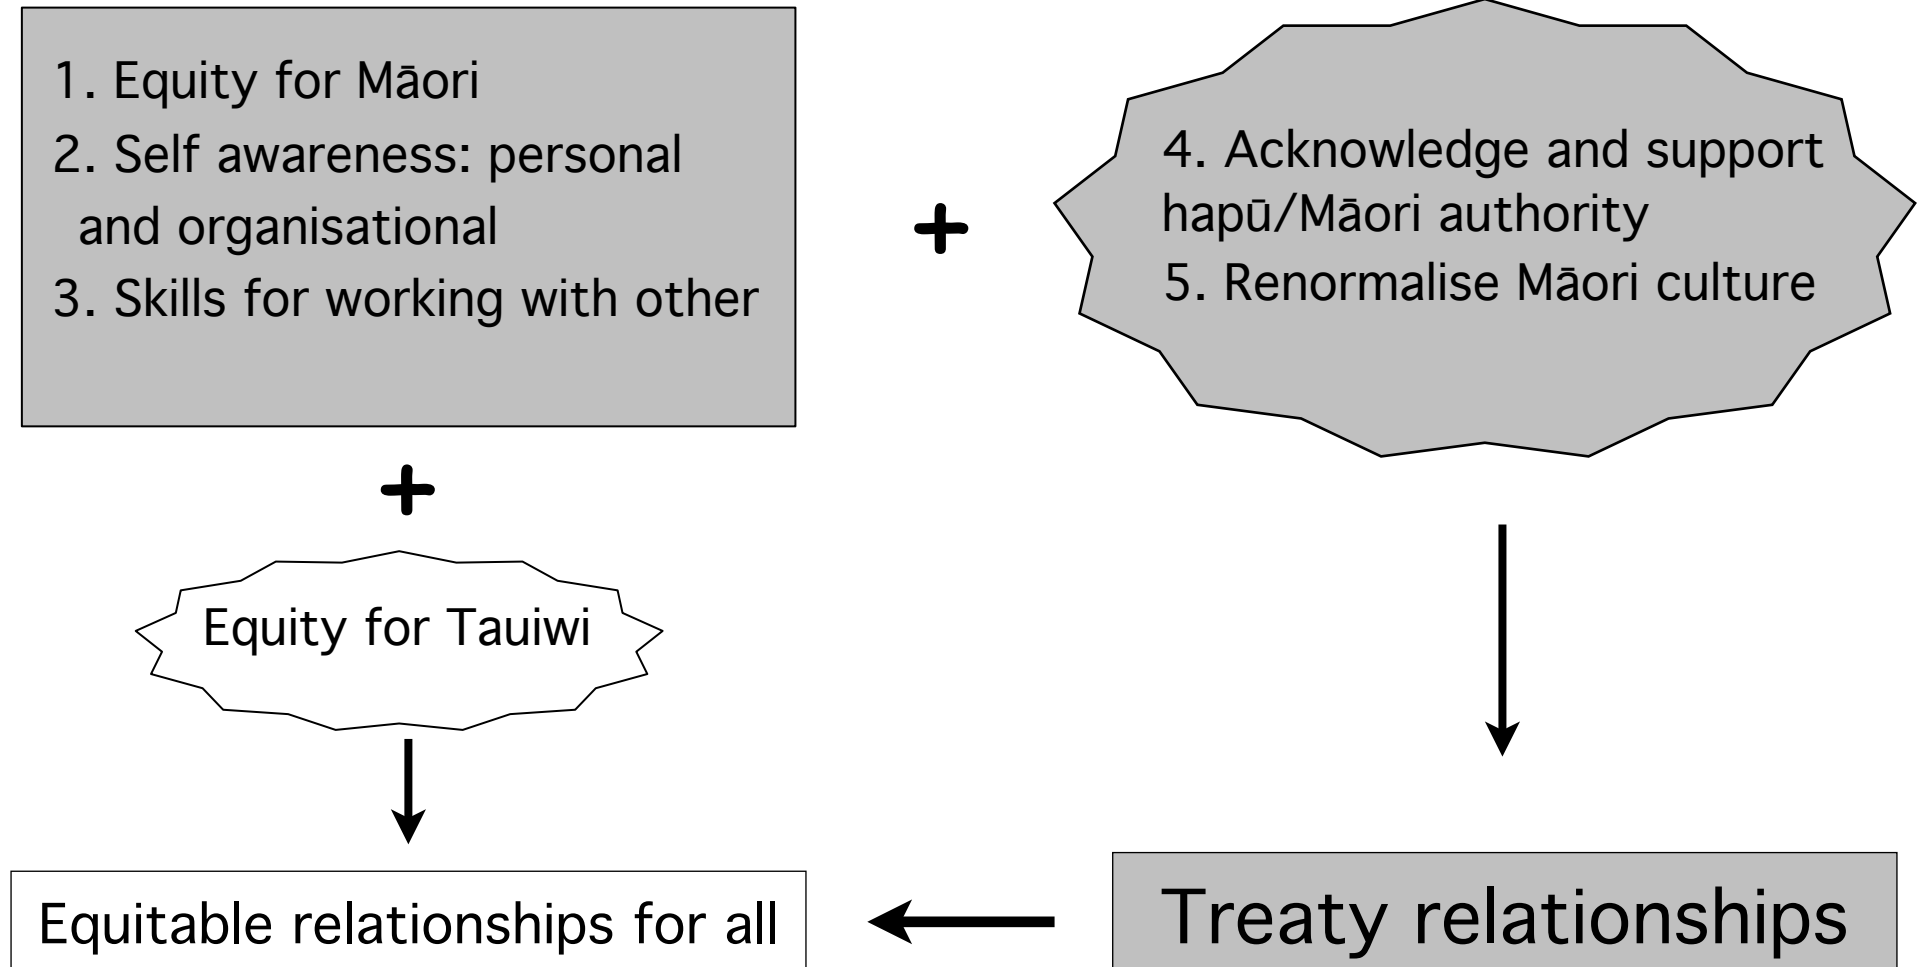 1. Equity for Māori
2. Self awareness: personal
and organisational
3. Skills for working with other
+
4. Acknowledge and support
hapū/Māori authority
5. Renormalise Māori culture
+
Equity for Tauiwi
Equitable relationships for all
Treaty relationships